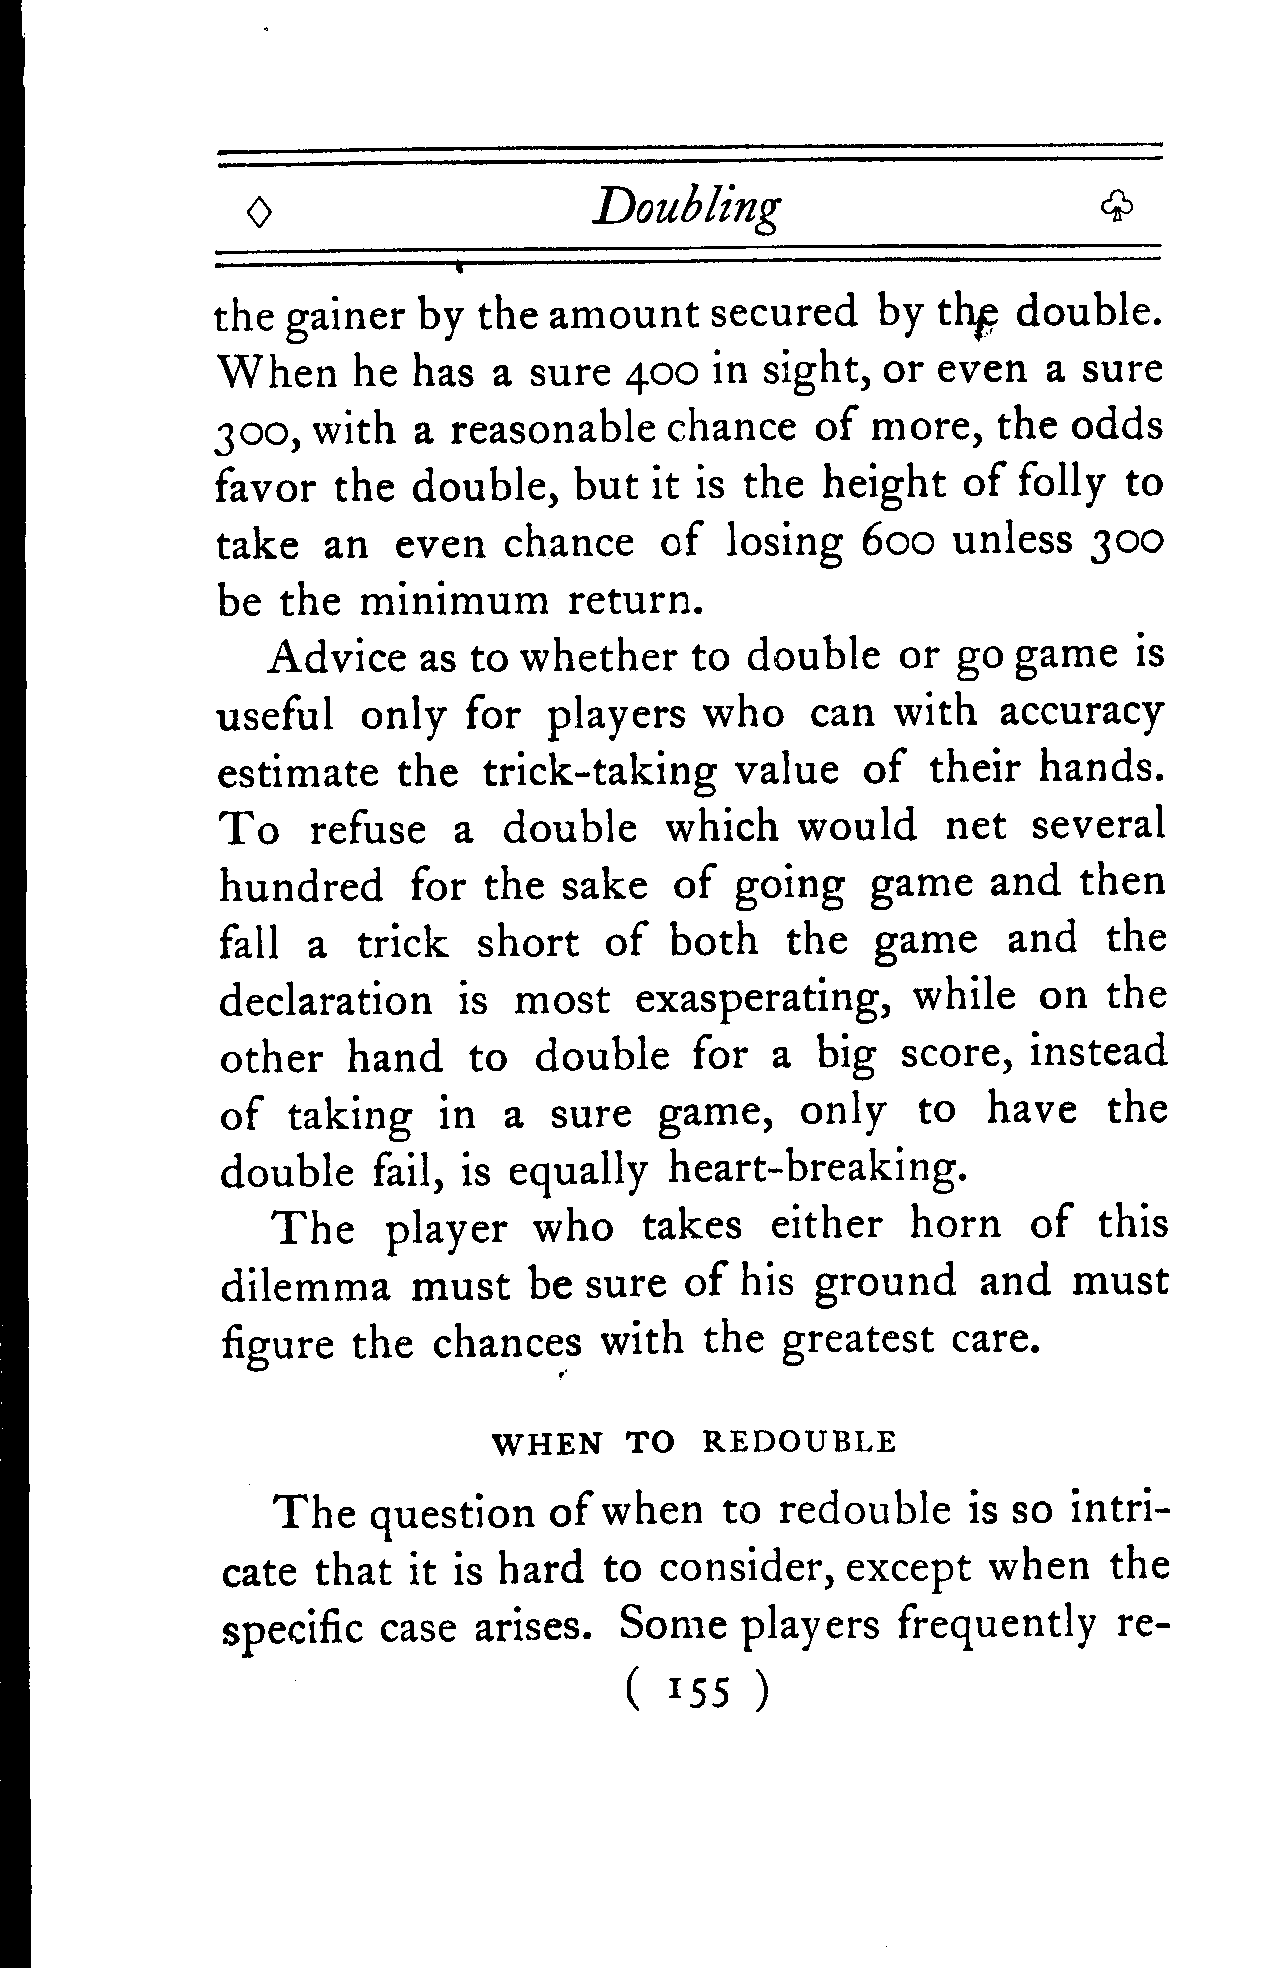 ◇ Doubling ♧
the gainer by the amount secured by the double.
When he has a sure 400 in sight, or even a sure
300, with a reasonable chance of more, the odds
favor the double, but it is the height of folly to
take an even chance of losing 600 unless 300
be the minimum return.
Advice as to whether to double or go game is
useful only for players who can with accuracy
estimate the trick-taking value of their hands.
To refuse a double which would net several
hundred for the sake of going game and then
fall a trick short of both the game and the
declaration is most exasperating, while on the
other hand to double for a big score, instead
of taking in a sure game, only to have the
double fail, is equally heart-breaking.
The player who takes either horn of this
dilemma must be sure of his ground and must
figure the chances with the greatest care.
WHEN TO REDOUBLE
The question of when to redouble is so intri-
cate that it is hard to consider, except when the
specific case arises. Some players frequently re-
( 155 )